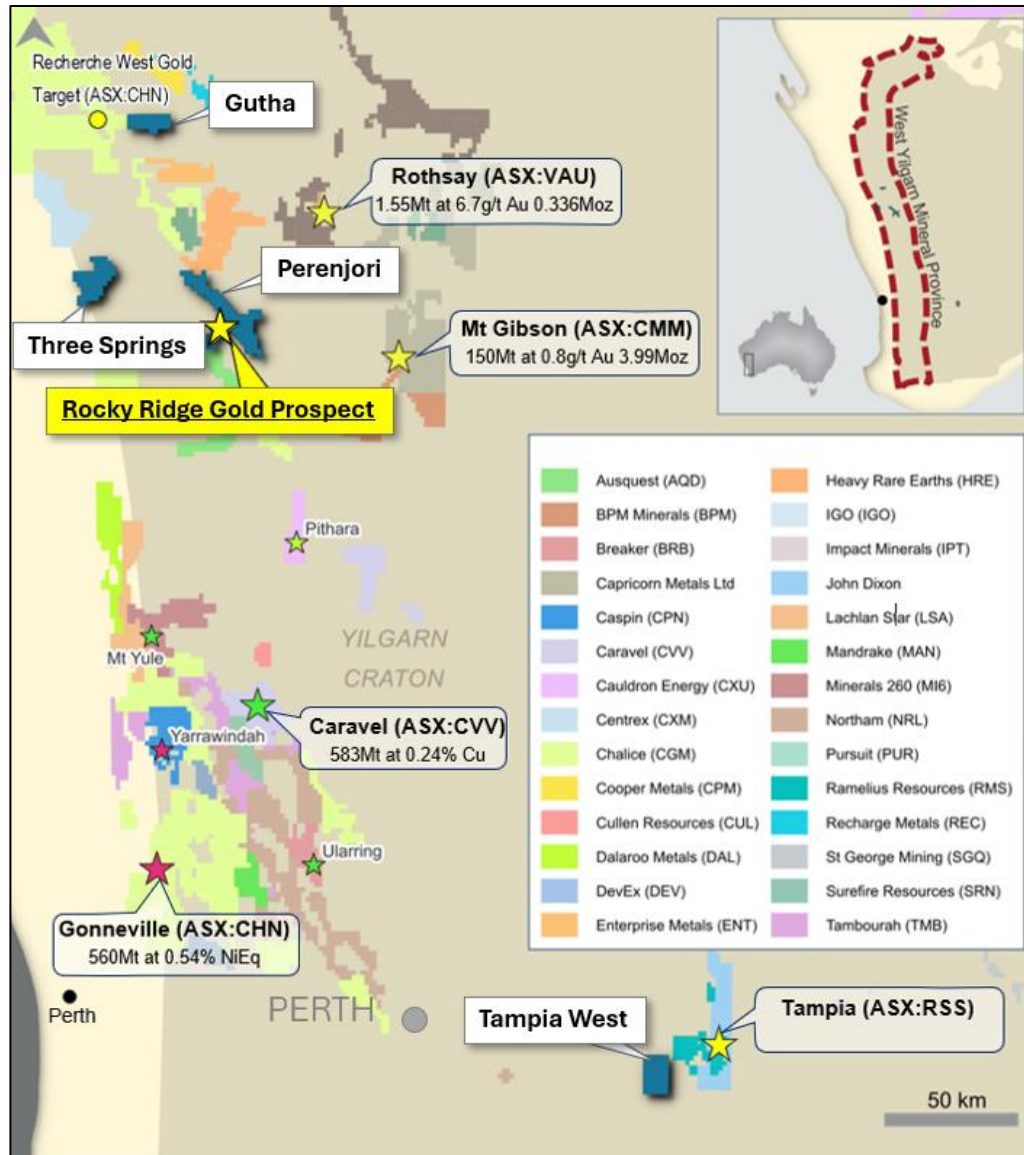 Recherche West Gold
Target (ASX:CHN)
Gutha
Rothsay (ASX:VAU)
1.55Mt at 6.7g/t Au 0.336Moz
Perenjori
Three Springs
Mt Gibson (ASX:CMM)
150Mt at 0.8g/t Au 3.99Moz
Rocky Ridge Gold Prospect
West Yilgarn Mineral Province
Pithara
YILGARN
CRATON
Mt Yule
Caravel (ASX:CVV)
583Mt at 0.24% Cu
Yarrawindah
Ularring
Gonneville (ASX:CHN)
560Mt at 0.54% NiEq
Perth
PERTH
Tampia West
Tampia (ASX:RSS)
50 km
Ausquest (AQD)
BPM Minerals (BPM)
Breaker (BRB)
Capricorn Metals Ltd
Caspin (CPN)
Caravel (CVV)
Cauldron Energy (CXU)
Centrex (CXM)
Chalice (CGM)
Cooper Metals (CPM)
Cullen Resources (CUL)
Dalaroo Metals (DAL)
DevEx (DEV)
Enterprise Metals (ENT)
Heavy Rare Earths (HRE)
IGO (IGO)
Impact Minerals (IPT)
John Dixon
Lachlan Star (LSA)
Mandrake (MAN)
Minerals 260 (MI6)
Northam (NRL)
Pursuit (PUR)
Ramelius Resources (RMS)
Recharge Metals (REC)
St George Mining (SGQ)
Surefire Resources (SRN)
Tambourah (TMB)